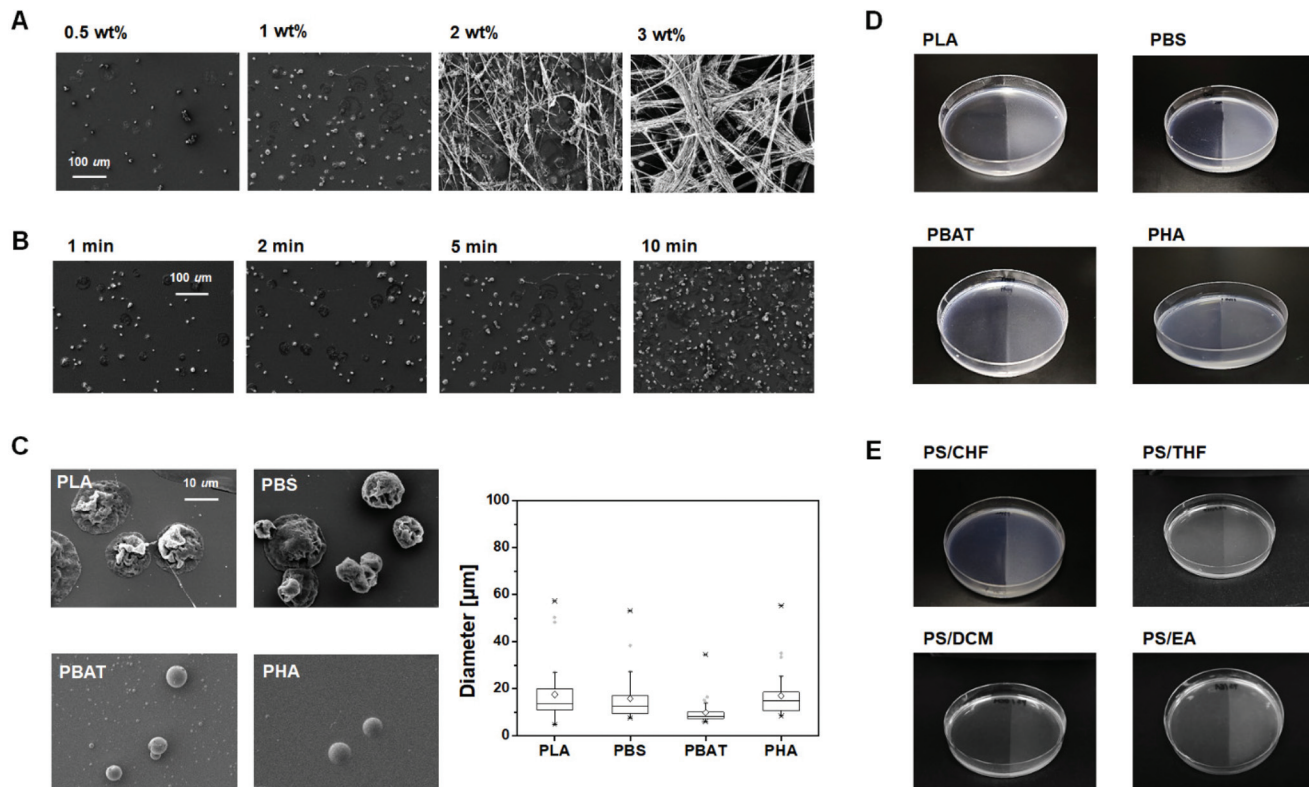 A
0.5 wt%
1 wt%
2 wt%
3 wt%
100 um
B
1 min
2 min
5 min
10 min
100 um
C
PLA
10 um
PBS
PBAT
PHA
Diameter [μm]
100
80
60
40
20
0
PLA
PBS
PBAT
PHA
D
PLA
PBS
PBAT
PHA
E
PS/CHF
PS/THF
PS/DCM
PS/EA